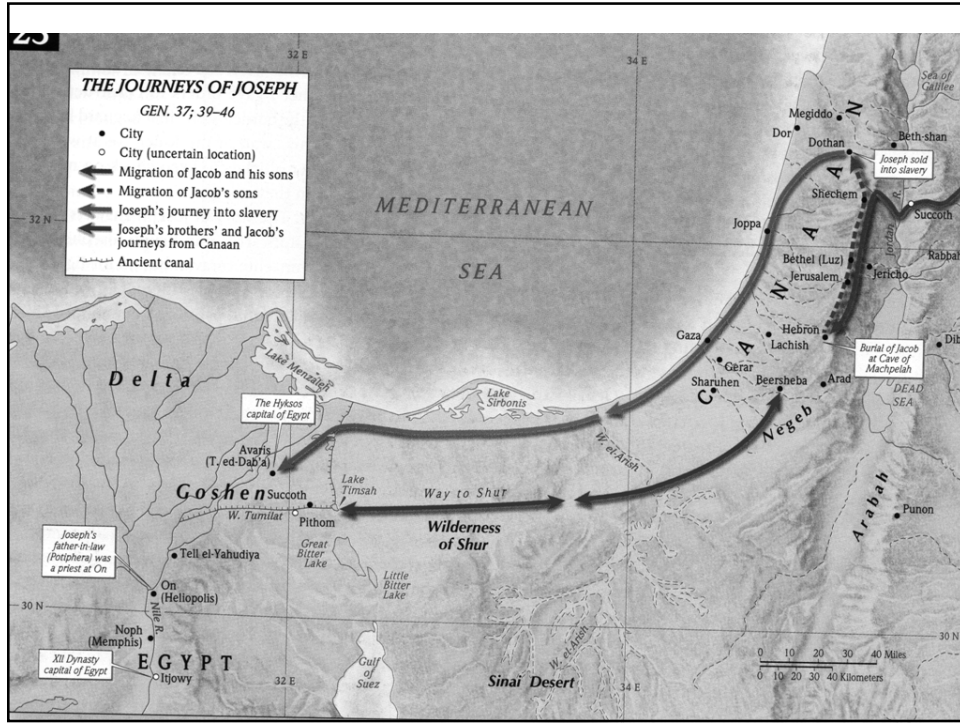 23
32 E
34 E
THE JOURNEYS OF JOSEPH
GEN. 37; 39–46
City
City (uncertain location)
Migration of Jacob and his sons
Migration of Jacob's sons
Joseph's journey into slavery
Joseph's brothers' and Jacob's
journeys from Canaan
Ancient canal
Sea of
Galilee
Megiddo
Dor
Dothan
Beth-shan
Joseph sold
into slavery
32 N
MEDITERRANEAN
SEA
CANAAN
Shechem
Succoth
Jordan R.
Joppa
Rabbah
Bethel (Luz)
Jerusalem
Jericho
Gaza
Hebron
Lachish
Dib
Burial of Jacob
at Cave of
Machpelah
Gerar
Sharuhen
Beersheba
Arad
DEAD
SEA
Negeb
Lake Menzaleh
Delta
Lake
Sirbonis
The Hyksos
capital of Egypt
W. el-Arish
Avaris
(T. ed-Dab'a)
Goshen
Succoth
Lake
Timsah
Way to Shur
W. Tumilat
Pithom
Wilderness
of Shur
Arabah
Punon
Joseph's
father-in-law
(Potiphera) was
a priest at On
Tell el-Yahudiya
Great
Bitter
Lake
Little
Bitter
Lake
On
(Heliopolis)
30 N
Nile R.
30 N
Noph
(Memphis)
W. el-Arish
XII Dynasty
capital of Egypt
EGYPT
Itjowy
Gulf
of
Suez
Sinai Desert
32 E
34 E
0 10 20 30 40 Miles
0 10 20 30 40 Kilometers